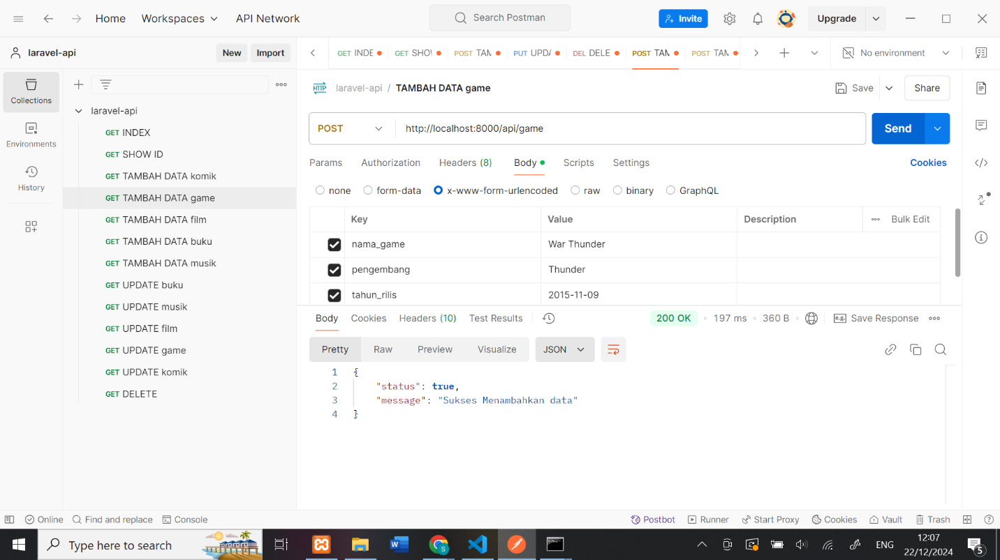 Home Workspaces API Network Search Postman Invite Upgrade
laravel-api New Import GET INDE GET SHOV POST TAM PUT UPD DEL DELE POST TAM POST TAM No environment
HTTP laravel-api / TAMBAH DATA game Save Share
Collections
Environments
History
laravel-api
GET INDEX
GET SHOW ID
GET TAMBAH DATA komik
GET TAMBAH DATA game
GET TAMBAH DATA film
GET TAMBAH DATA buku
GET TAMBAH DATA musik
GET UPDATE buku
GET UPDATE musik
GET UPDATE film
GET UPDATE game
GET UPDATE komik
GET DELETE
POST http://localhost:8000/api/game Send
Params Authorization Headers (8) Body Scripts Settings Cookies
none form-data x-www-form-urlencoded raw binary GraphQL
Key Value Description Bulk Edit
nama_game War Thunder
pengembang Thunder
tahun_rilis 2015-11-09
Body Cookies Headers (10) Test Results 200 OK 197 ms 360 B e.g. Save Response
Pretty Raw Preview Visualize JSON
1 {
2 "status": true,
3 "message": "Sukses Menambahkan data"
4 }
Online Find and replace Console Postbot Runner Start Proxy Cookies Vault Trash
Type here to search ENG 12:07
22/12/2024 5